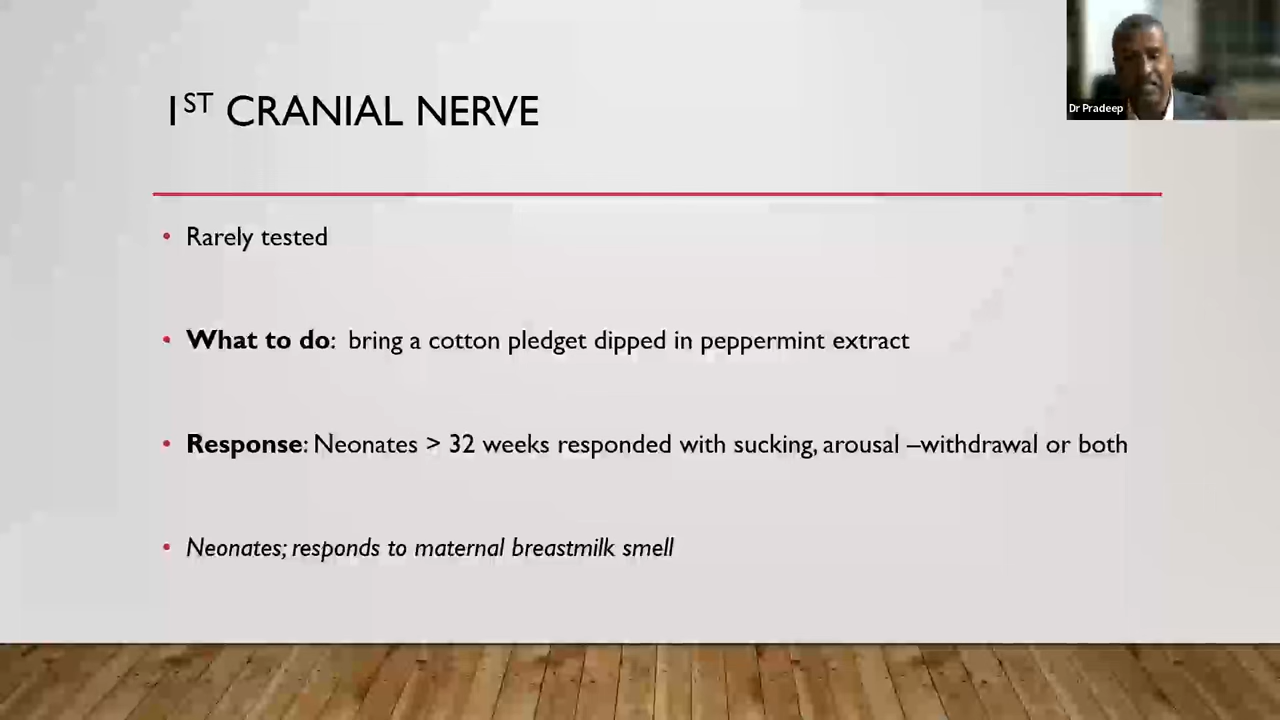 1ST CRANIAL NERVE
Dr Pradeep
• Rarely tested
• What to do: bring a cotton pledget dipped in peppermint extract
• Response: Neonates > 32 weeks responded with sucking, arousal –withdrawal or both
• Neonates; responds to maternal breastmilk smell